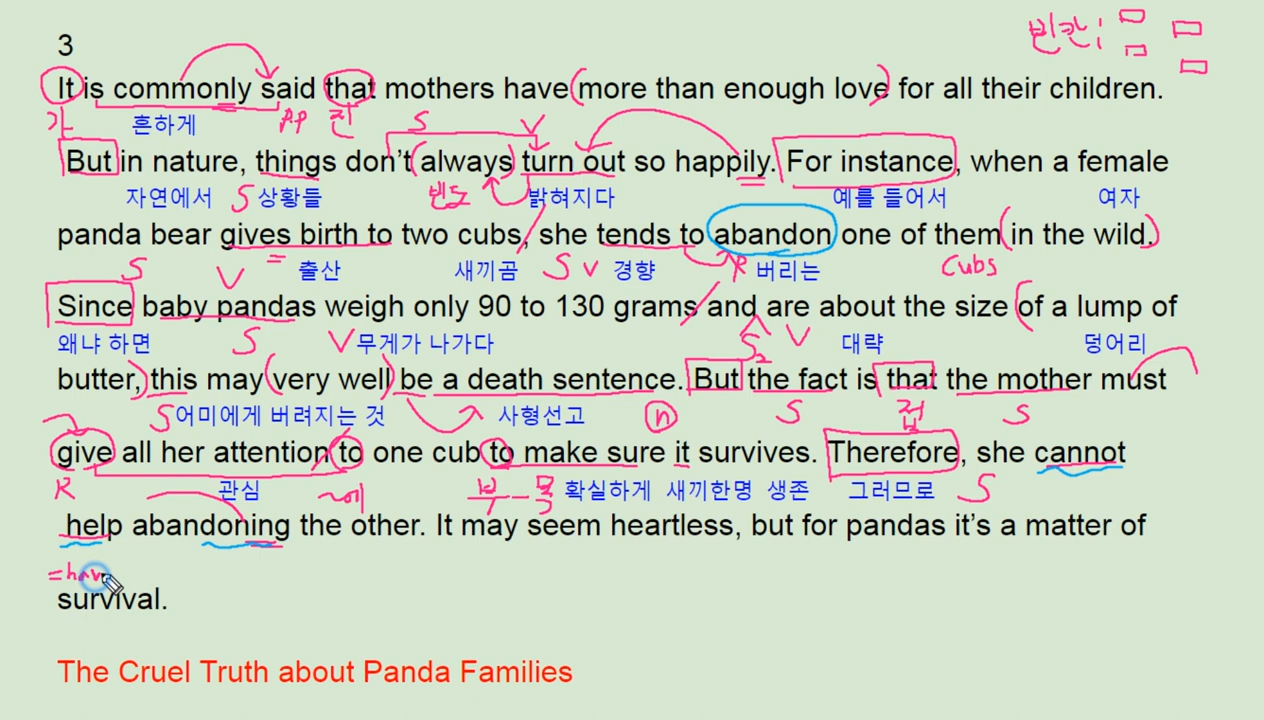 3
빈칸;
It is commonly said that mothers have more than enough love for all their children.
가 흔하게 pp 진 S V
But in nature, things don't always turn out so happily. For instance, when a female
자연에서 S 상황들 빈도 밝혀지다 예를 들어서 여자
panda bear gives birth to two cubs, she tends to abandon one of them in the wild.
S V 출산 새끼곰 S V 경향 R 버리는 Cubs
Since baby pandas weigh only 90 to 130 grams and are about the size of a lump of
왜냐 하면 S V 무게가 나가다 S2 V 대략 덩어리
butter, this may very well be a death sentence. But the fact is that the mother must
S 어미에게 버려지는 것 사형선고 n S 접 S
give all her attention to one cub to make sure it survives. Therefore, she cannot
R 관심 ~에 부-목 확실하게 새끼한명 생존 그러므로 S
help abandoning the other. It may seem heartless, but for pandas it's a matter of
=hav
survival.
The Cruel Truth about Panda Families